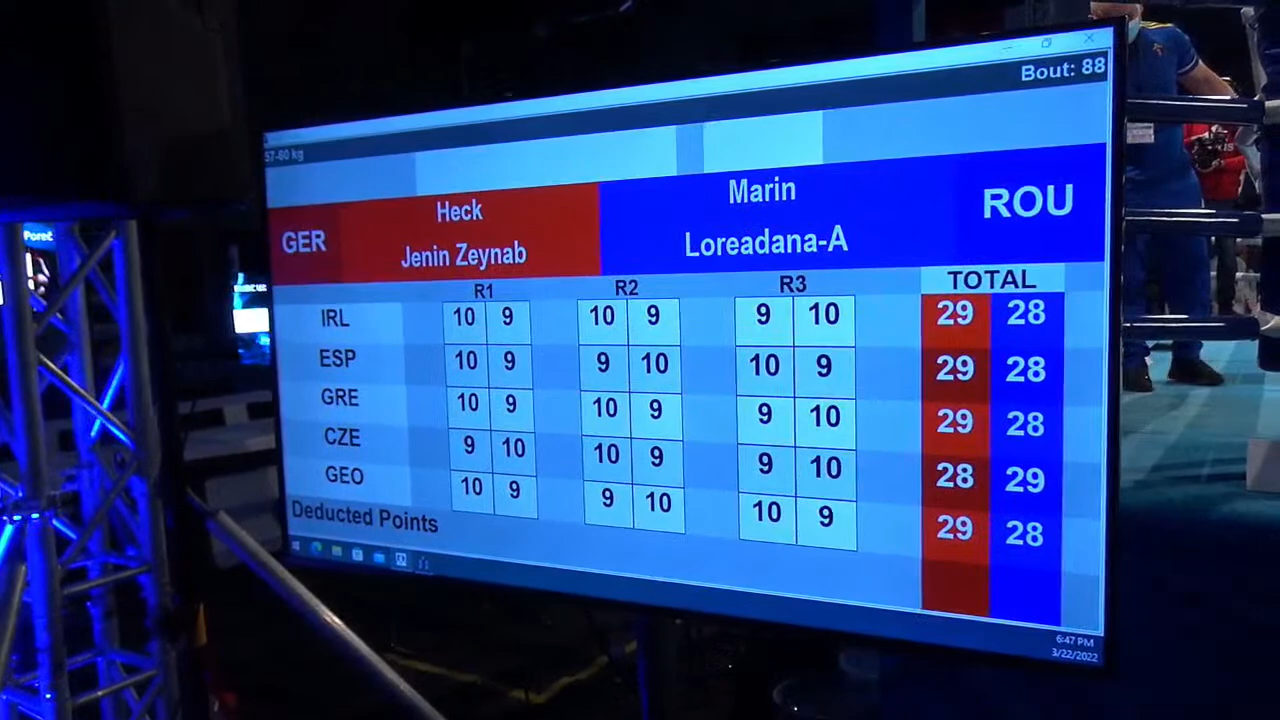 Bout: 88
57-60 kg
GER
Heck
Jenin Zeynab
Marin
Loreadana-A
ROU
R1 R2 R3 TOTAL
IRL 10 9 10 9 9 10 29 28
ESP 10 9 9 10 10 9 29 28
GRE 10 9 10 9 9 10 29 28
CZE 9 10 10 9 9 10 28 29
GEO 10 9 9 10 10 9 29 28
Deducted Points
6:47 PM
3/22/2022
Poreč